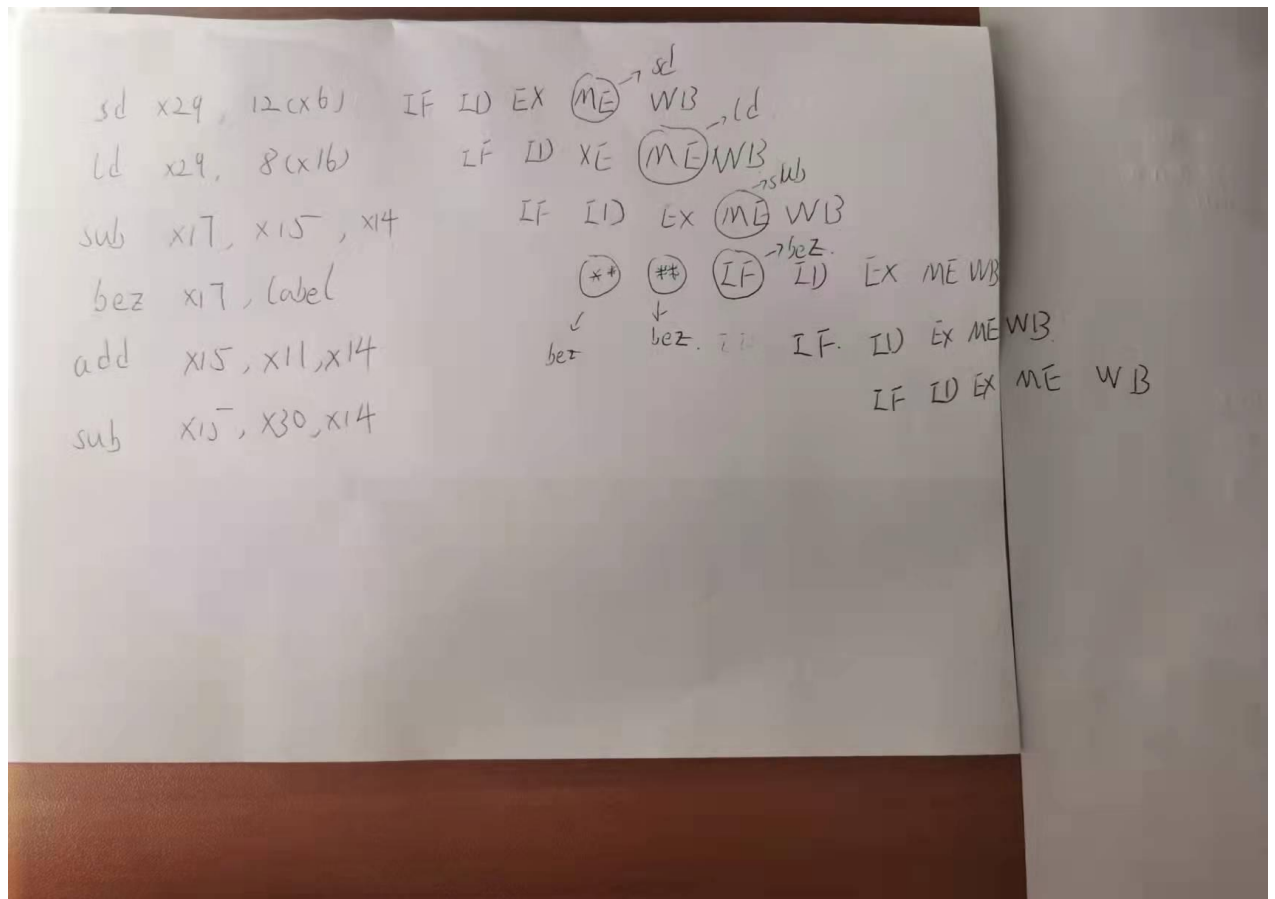 sd
sd x29, 12(x6) IF ID EX ME WB
ld
ld x29, 8(x16) IF ID XE ME WB
sub
sub x17, x15, x14 IF ID EX ME WB
bez.
bez x17, label ** ** IF ID EX ME WB
bez bez.
add x15, x11, x14 IF. ID EX ME WB.
sub x15, x30, x14 IF ID EX ME WB